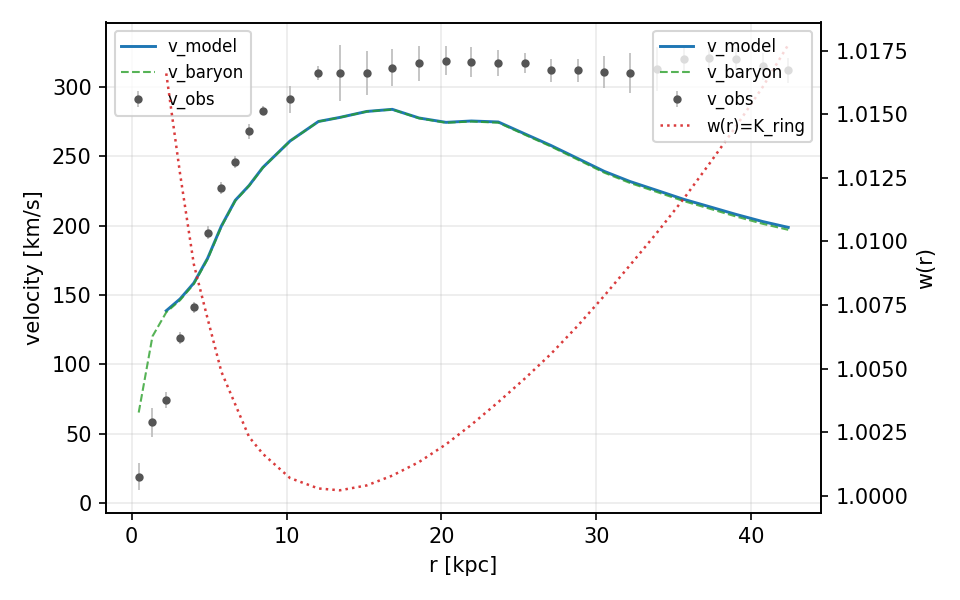 v_model
v_baryon
v_obs
v_model
v_baryon
v_obs
w(r)=K_ring
300
250
200
150
100
50
0
velocity [km/s]
1.0175
1.0150
1.0125
1.0100
1.0075
1.0050
1.0025
1.0000
w(r)
0 10 20 30 40
r [kpc]